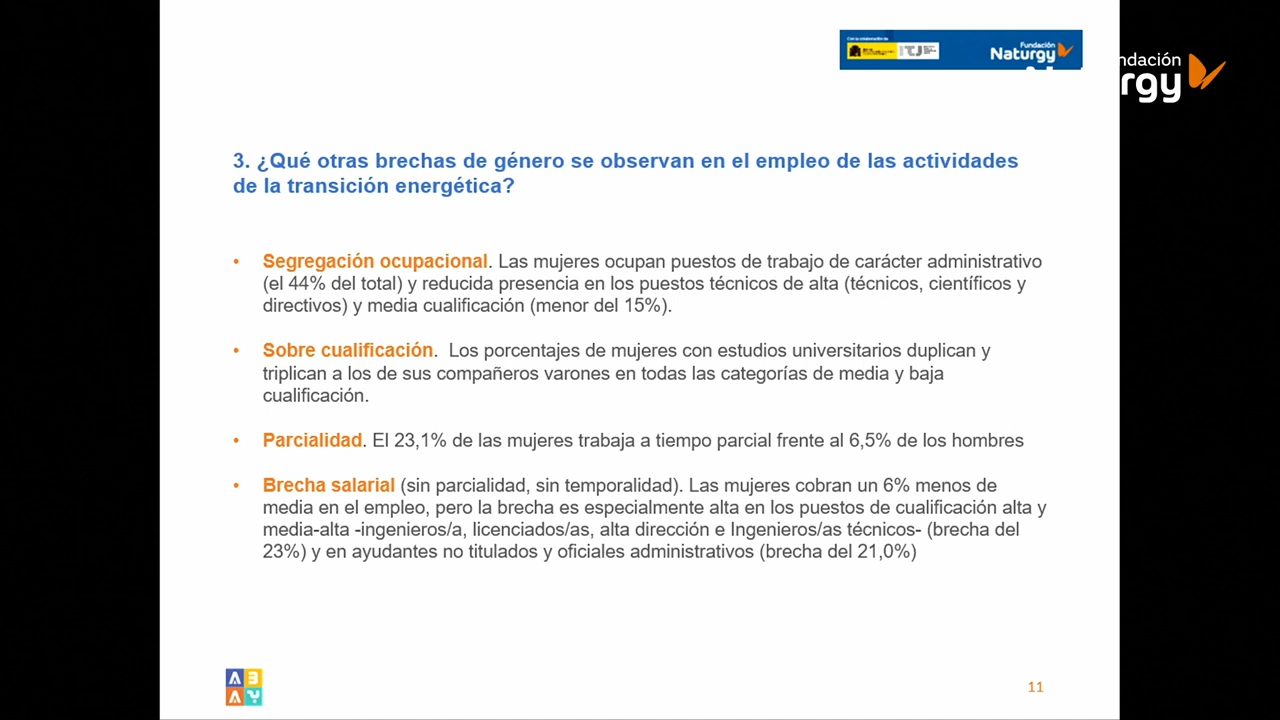 Con la colaboración de
Fundación
Naturgy
ndación
rgy
3. ¿Qué otras brechas de género se observan en el empleo de las actividades
de la transición energética?
• Segregación ocupacional. Las mujeres ocupan puestos de trabajo de carácter administrativo
(el 44% del total) y reducida presencia en los puestos técnicos de alta (técnicos, científicos y
directivos) y media cualificación (menor del 15%).
• Sobre cualificación. Los porcentajes de mujeres con estudios universitarios duplican y
triplican a los de sus compañeros varones en todas las categorías de media y baja
cualificación.
• Parcialidad. El 23,1% de las mujeres trabaja a tiempo parcial frente al 6,5% de los hombres
• Brecha salarial (sin parcialidad, sin temporalidad). Las mujeres cobran un 6% menos de
media en el empleo, pero la brecha es especialmente alta en los puestos de cualificación alta y
media-alta -ingenieros/a, licenciados/as, alta dirección e Ingenieros/as técnicos- (brecha del
23%) y en ayudantes no titulados y oficiales administrativos (brecha del 21,0%)
11